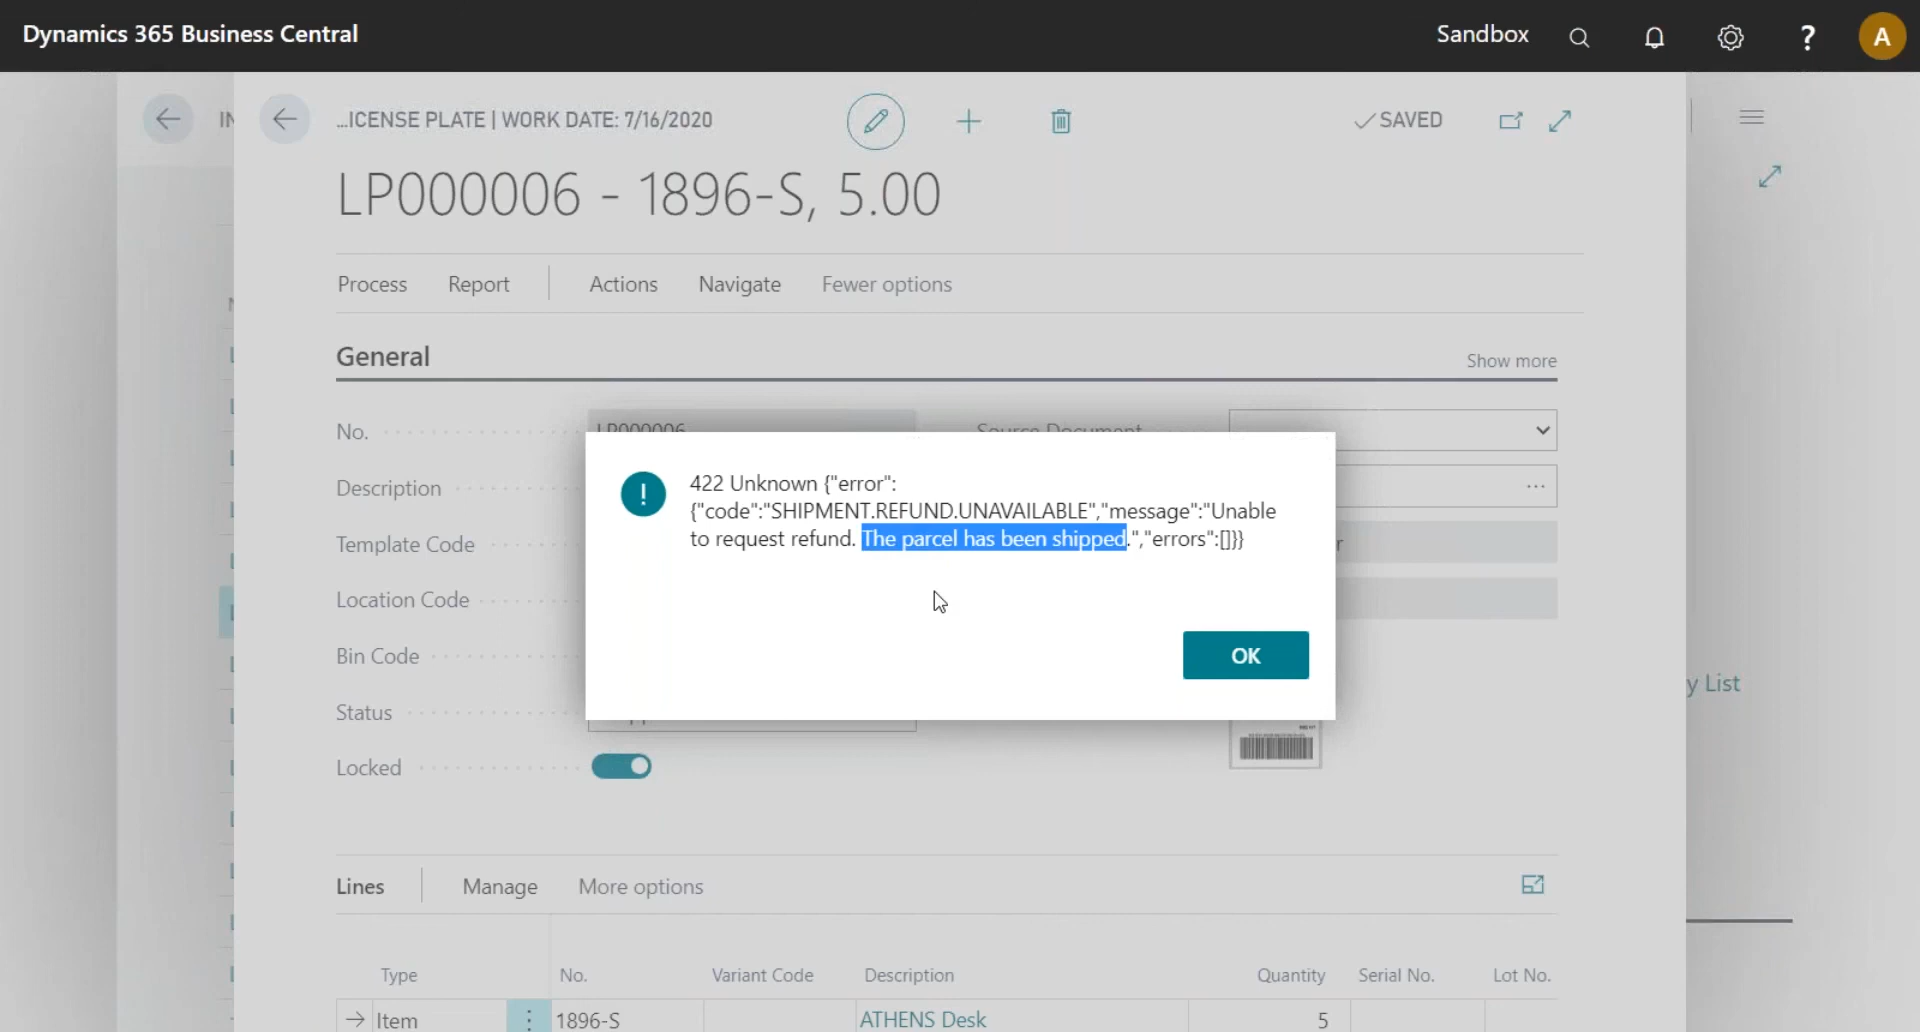 Dynamics 365 Business Central
Sandbox
?
A
...ICENSE PLATE | WORK DATE: 7/16/2020
SAVED
LP000006 - 1896-S, 5.00
Process Report Actions Navigate Fewer options
General
Show more
No.
LP000006
Source Document
Description
Template Code
Location Code
Bin Code
Status
Locked
422 Unknown {"error":
{"code":"SHIPMENT.REFUND.UNAVAILABLE","message":"Unable
to request refund. The parcel has been shipped.","errors":[]}}
OK
y List
Lines Manage More options
Type No. Variant Code Description Quantity Serial No. Lot No.
Item 1896-S ATHENS Desk 5